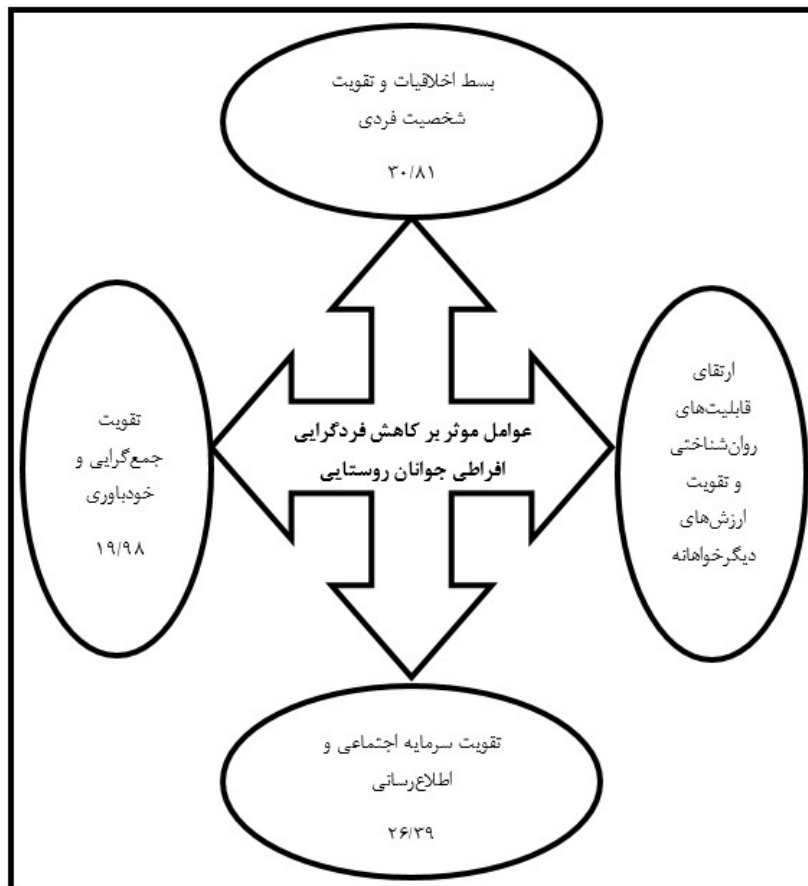 بسط اخلاقیات و تقویت
شخصیت فردی
۳۰/۸۱
ارتقای
قابلیت‌های
روان‌شناختی
و تقویت
ارزش‌های
دیگرخواهانه
عوامل موثر بر کاهش فردگرایی
افراطی جوانان روستایی
تقویت
جمع‌گرایی و
خودباوری
۱۹/۹۸
تقویت سرمایه اجتماعی و
اطلاع‌رسانی
۲۶/۳۹